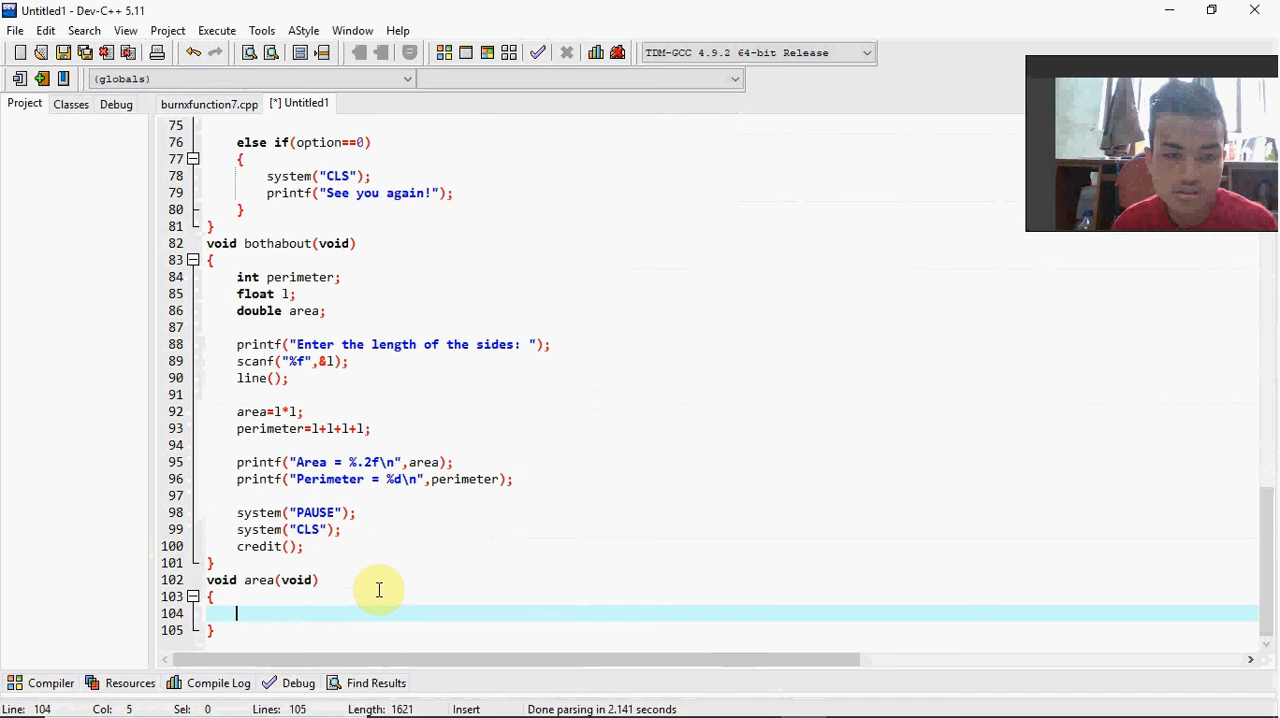 Untitled1 - Dev-C++ 5.11
File Edit Search View Project Execute Tools AStyle Window Help
TDM-GCC 4.9.2 64-bit Release
(globals)
Project Classes Debug burnxfunction7.cpp [*] Untitled1
75
76 else if(option==0)
77 {
78 system("CLS");
79 printf("See you again!");
80 }
81 }
82 void bothabout(void)
83 {
84 int perimeter;
85 float l;
86 double area;
87
88 printf("Enter the length of the sides: ");
89 scanf("%f",&l);
90 line();
91
92 area=l*l;
93 perimeter=l+l+l+l;
94
95 printf("Area = %.2f\n",area);
96 printf("Perimeter = %d\n",perimeter);
97
98 system("PAUSE");
99 system("CLS");
100 credit();
101 }
102 void area(void)
103 {
104
105 }
Compiler Resources Compile Log Debug Find Results
Line: 104 Col: 5 Sel: 0 Lines: 105 Length: 1621 Insert Done parsing in 2.141 seconds